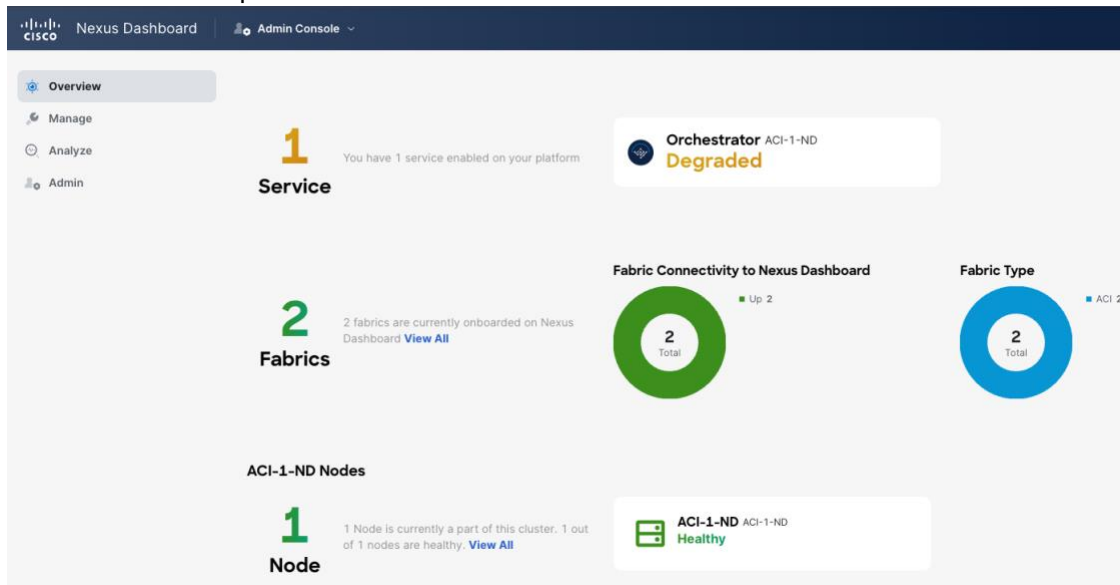 cisco Nexus Dashboard Admin Console
Overview
Manage
Analyze
Admin
1
Service
You have 1 service enabled on your platform
Orchestrator ACI-1-ND
Degraded
2
Fabrics
2 fabrics are currently onboarded on Nexus
Dashboard View All
Fabric Connectivity to Nexus Dashboard
Up 2
2
Total
Fabric Type
ACI 2
2
Total
ACI-1-ND Nodes
1
Node
1 Node is currently a part of this cluster. 1 out
of 1 nodes are healthy. View All
ACI-1-ND ACI-1-ND
Healthy